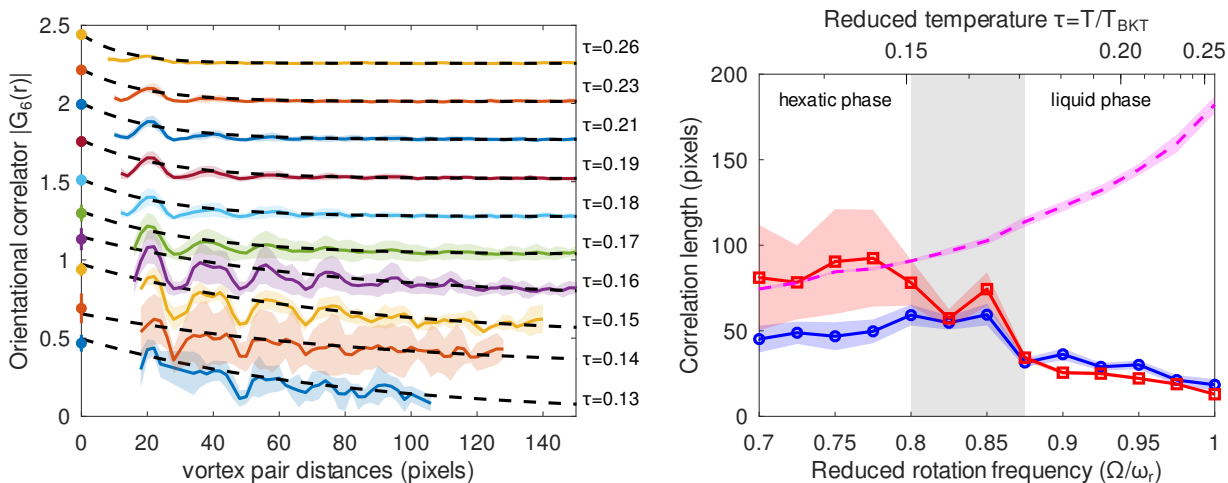 2.5
2
1.5
1
0.5
0
Orientational correlator |G₆(r)|
τ=0.26
τ=0.23
τ=0.21
τ=0.19
τ=0.18
τ=0.17
τ=0.16
τ=0.15
τ=0.14
τ=0.13
0 20 40 60 80 100 120 140
vortex pair distances (pixels)
Reduced temperature τ=T/T_BKT
0.15 0.20 0.25
200
150
100
50
0
Correlation length (pixels)
hexatic phase
liquid phase
0.7 0.75 0.8 0.85 0.9 0.95 1
Reduced rotation frequency (Ω/ωᵣ)